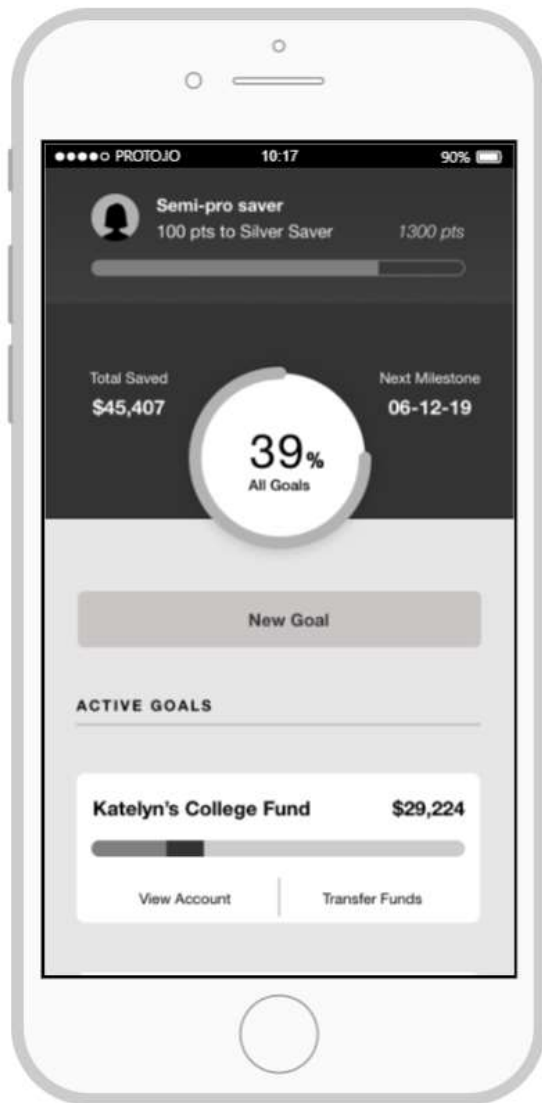 PROTO.IO 10:17 90%
Semi-pro saver
100 pts to Silver Saver 1300 pts
Total Saved
$45,407
Next Milestone
06-12-19
39%
All Goals
New Goal
ACTIVE GOALS
Katelyn's College Fund $29,224
View Account Transfer Funds